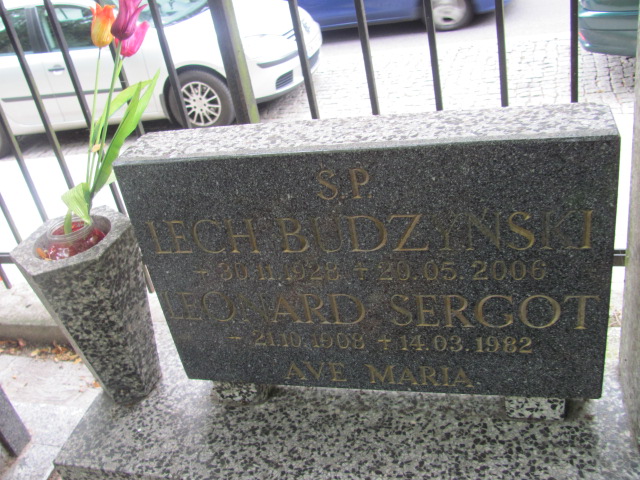 Ś.P.
LECH BUDZYŃSKI
30.11.1928 + 20.05.2006
LEONARD SERGOT
21.10.1908 + 14.03.1982
AVE MARIA